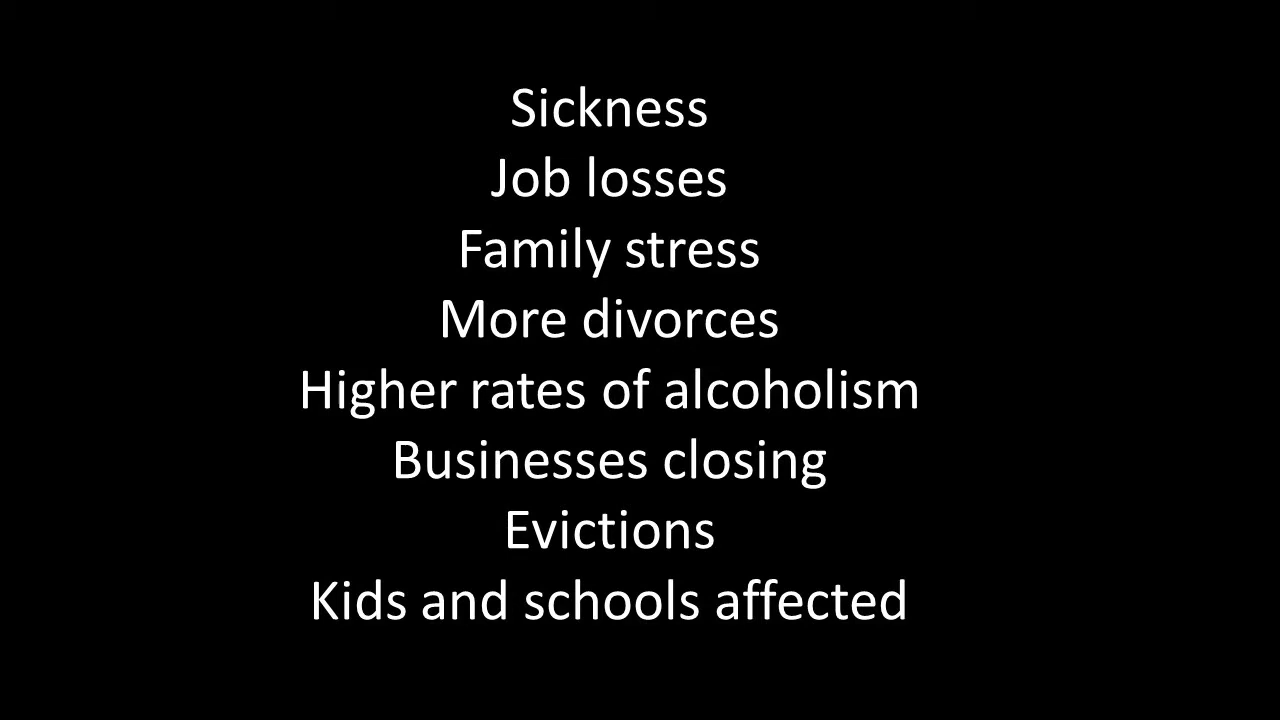 Sickness
Job losses
Family stress
More divorces
Higher rates of alcoholism
Businesses closing
Evictions
Kids and schools affected